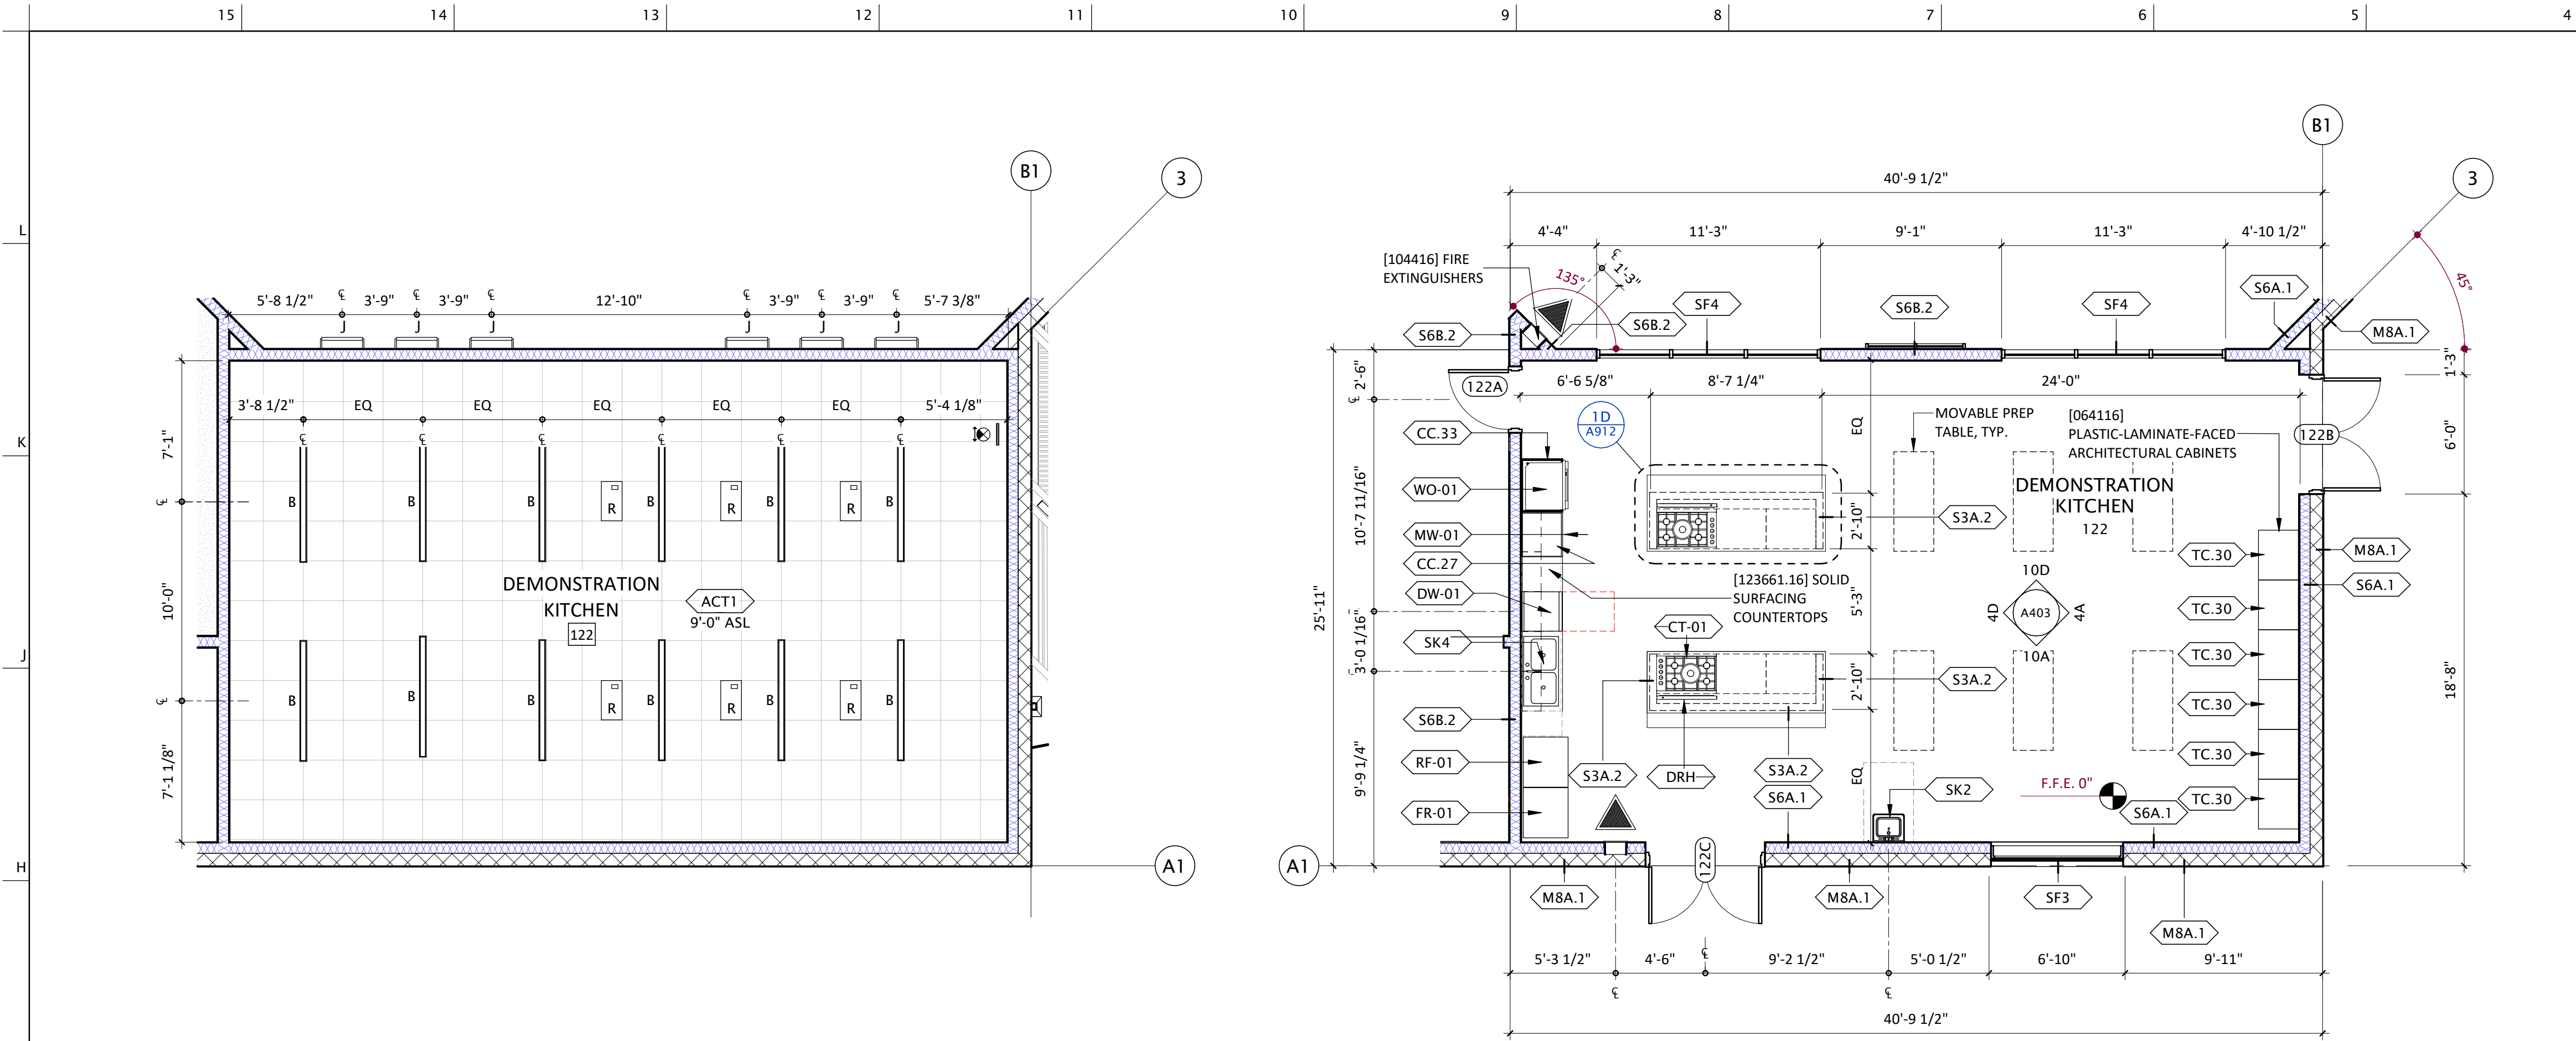 15 14 13 12 11 10 9 8 7 6 5 4
L
K
J
H
B1
3
5'-8 1/2" ℄ 3'-9" ℄ 3'-9" ℄ 12'-10" ℄ 3'-9" ℄ 3'-9" ℄ 5'-7 3/8"
J J J J J J
3'-8 1/2" EQ EQ EQ EQ EQ 5'-4 1/8"
℄ ℄ ℄ ℄ ℄ ℄
7'-1"
℄
10'-0"
℄
7'-1 1/8"
B B B B B B
R R R
DEMONSTRATION
KITCHEN
122
ACT1
9'-0" ASL
B B B B B B
R R R
A1
B1
3
40'-9 1/2"
4'-4" 11'-3" 9'-1" 11'-3" 4'-10 1/2"
[104416] FIRE
EXTINGUISHERS
135°
℄
1'-3"
45°
S6B.2
S6B.2
SF4
S6B.2
SF4
S6A.1
M8A.1
122A
6'-6 5/8" 8'-7 1/4" 24'-0"
2'-6"
℄
10'-7 11/16"
℄
3'-0 1/16"
℄
9'-9 1/4"
25'-11"
1'-3"
6'-0"
18'-8"
1D
A912
CC.33
WO-01
MW-01
CC.27
DW-01
SK4
S6B.2
RF-01
FR-01
EQ
2'-10"
5'-3"
2'-10"
EQ
MOVABLE PREP
TABLE, TYP.
[064116]
PLASTIC-LAMINATE-FACED
ARCHITECTURAL CABINETS
122B
DEMONSTRATION
KITCHEN
122
S3A.2
[123661.16] SOLID
SURFACING
COUNTERTOPS
CT-01
10D
4D A403 4A
10A
S3A.2
TC.30
TC.30
TC.30
TC.30
TC.30
TC.30
M8A.1
S6A.1
S3A.2
DRH
S3A.2
S6A.1
SK2
F.F.E. 0"
S6A.1
A1
122C
M8A.1
M8A.1
SF3
M8A.1
5'-3 1/2" 4'-6" ℄ 9'-2 1/2" 5'-0 1/2" 6'-10" 9'-11"
℄ ℄
40'-9 1/2"